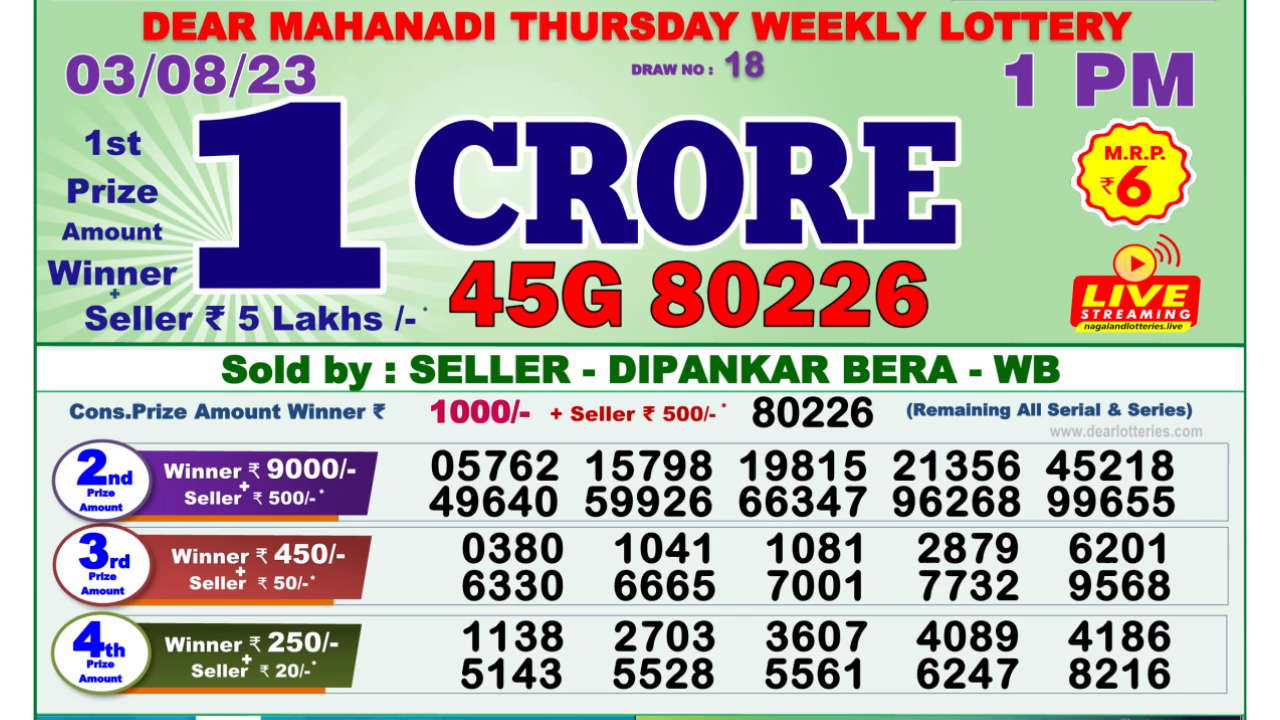 DEAR MAHANADI THURSDAY WEEKLY LOTTERY
03/08/23
DRAW NO : 18
1 PM
1st
Prize
Amount
Winner
+
Seller ₹ 5 Lakhs /-*
1 CRORE
45G 80226
M.R.P.
₹6
LIVE
STREAMING
nagalandlotteries.live
Sold by : SELLER - DIPANKAR BERA - WB
Cons.Prize Amount Winner ₹ 1000/- + Seller ₹ 500/-* 80226 (Remaining All Serial & Series)
www.dearlotteries.com
2nd
Prize
Amount
Winner ₹ 9000/-
+
Seller ₹ 500/-*
05762 15798 19815 21356 45218
49640 59926 66347 96268 99655
3rd
Prize
Amount
Winner ₹ 450/-
+
Seller ₹ 50/-*
0380 1041 1081 2879 6201
6330 6665 7001 7732 9568
4th
Prize
Amount
Winner ₹ 250/-
+
Seller ₹ 20/-*
1138 2703 3607 4089 4186
5143 5528 5561 6247 8216